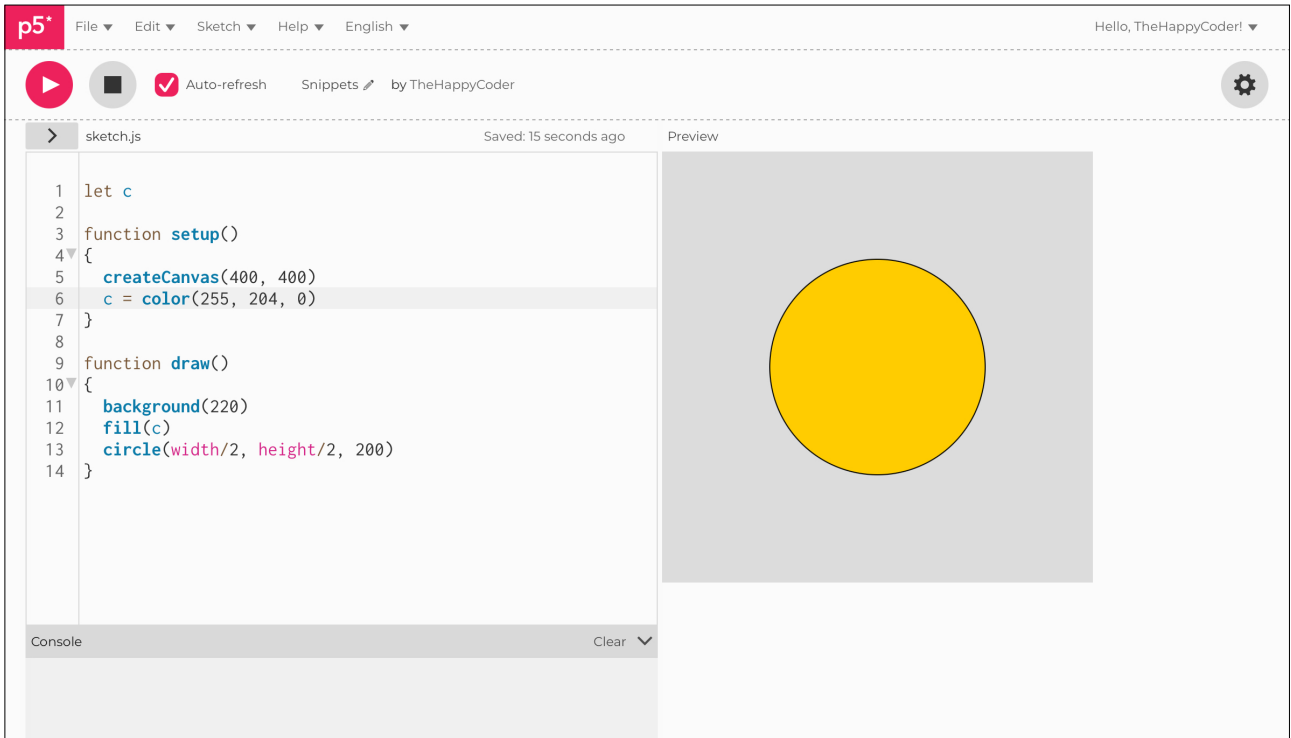 p5* File Edit Sketch Help English Hello, TheHappyCoder!
Auto-refresh Snippets by TheHappyCoder
sketch.js Saved: 15 seconds ago Preview
1 let c
2
3 function setup()
4 {
5 createCanvas(400, 400)
6 c = color(255, 204, 0)
7 }
8
9 function draw()
10 {
11 background(220)
12 fill(c)
13 circle(width/2, height/2, 200)
14 }
Console Clear